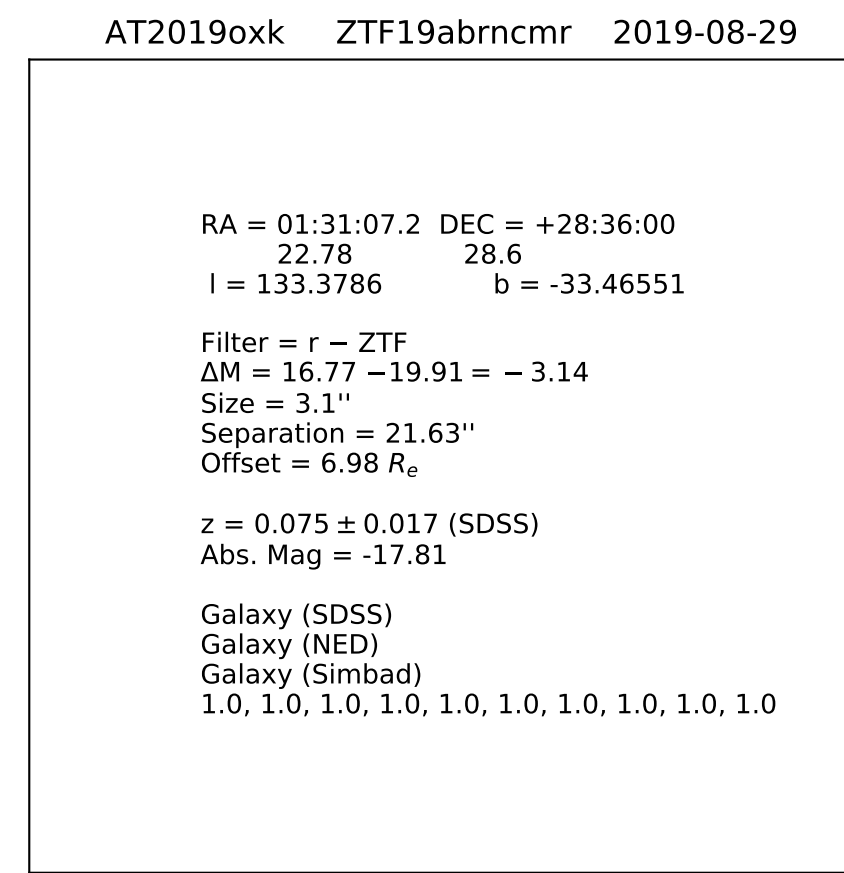 AT2019oxk ZTF19abrncmr 2019-08-29
RA = 01:31:07.2 DEC = +28:36:00
22.78 28.6
l = 133.3786 b = -33.46551
Filter = r − ZTF
ΔM = 16.77 −19.91 = − 3.14
Size = 3.1''
Separation = 21.63''
Offset = 6.98 Rₑ
z = 0.075 ± 0.017 (SDSS)
Abs. Mag = -17.81
Galaxy (SDSS)
Galaxy (NED)
Galaxy (Simbad)
1.0, 1.0, 1.0, 1.0, 1.0, 1.0, 1.0, 1.0, 1.0, 1.0